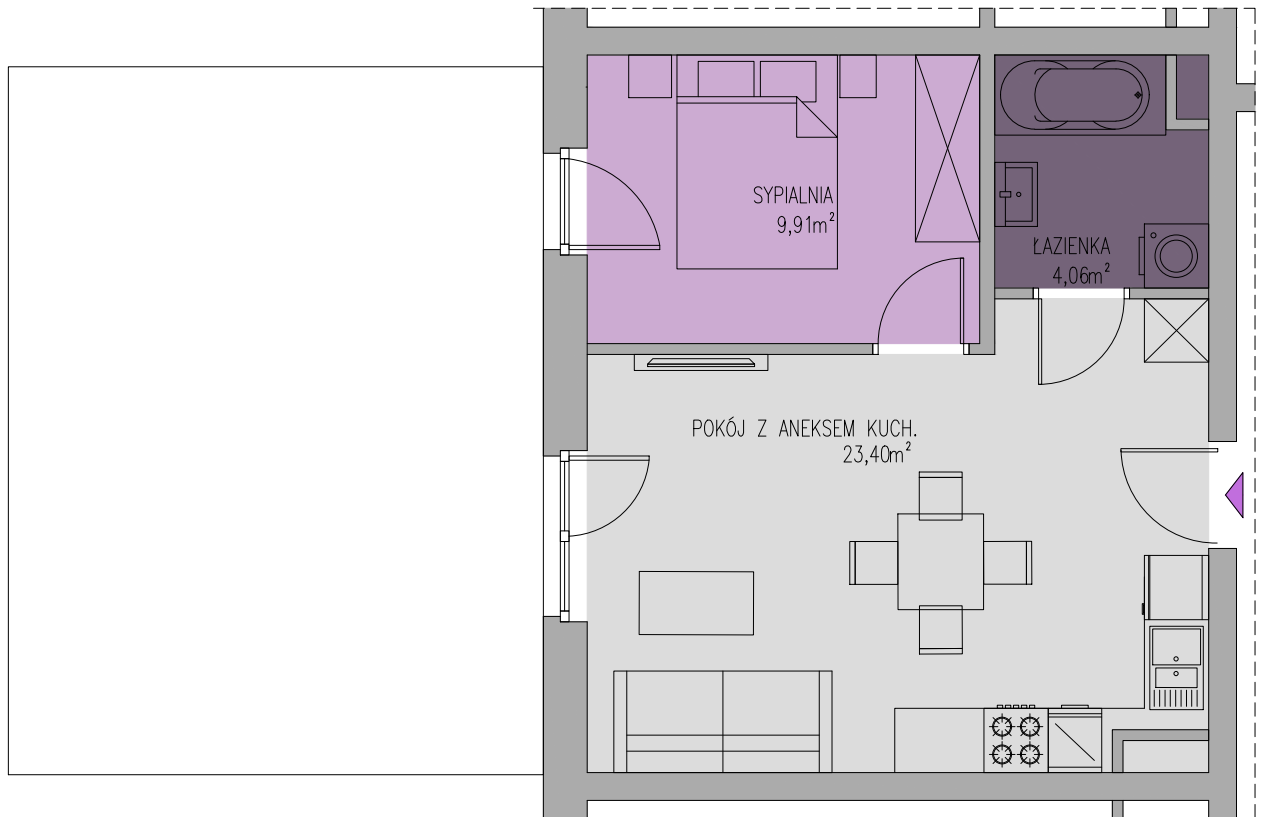 SYPIALNIA
9,91m²
ŁAZIENKA
4,06m²
POKÓJ Z ANEKSEM KUCH.
23,40m²